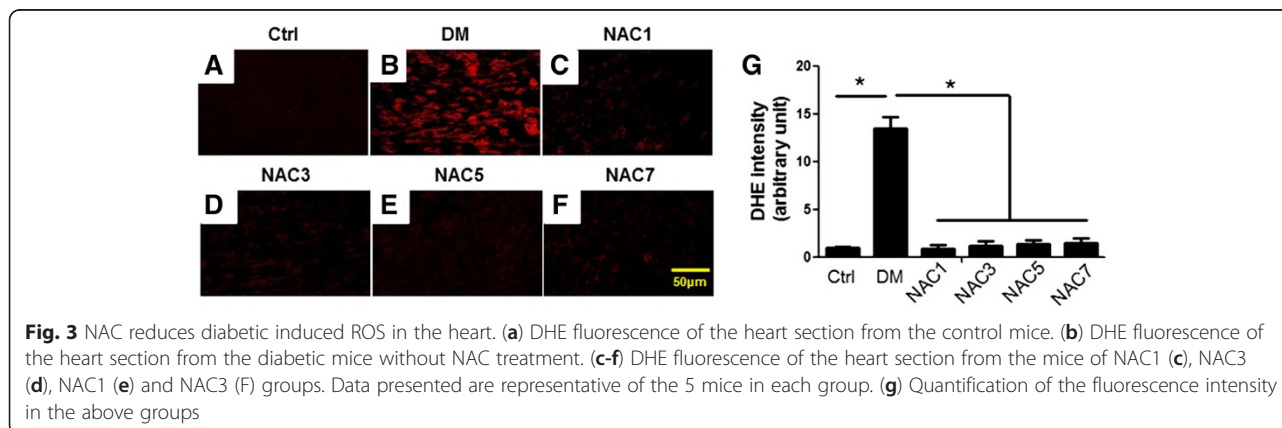 Ctrl DM NAC1
A B C
NAC3 NAC5 NAC7
D E F
50µm
G
DHE Intensity
(arbitrary unit)
20
15
10
5
0
* *
Ctrl DM NAC1 NAC3 NAC5 NAC7
Fig. 3 NAC reduces diabetic induced ROS in the heart. (a) DHE fluorescence of the heart section from the control mice. (b) DHE fluorescence of
the heart section from the diabetic mice without NAC treatment. (c-f) DHE fluorescence of the heart section from the mice of NAC1 (c), NAC3
(d), NAC1 (e) and NAC3 (F) groups. Data presented are representative of the 5 mice in each group. (g) Quantification of the fluorescence intensity
in the above groups